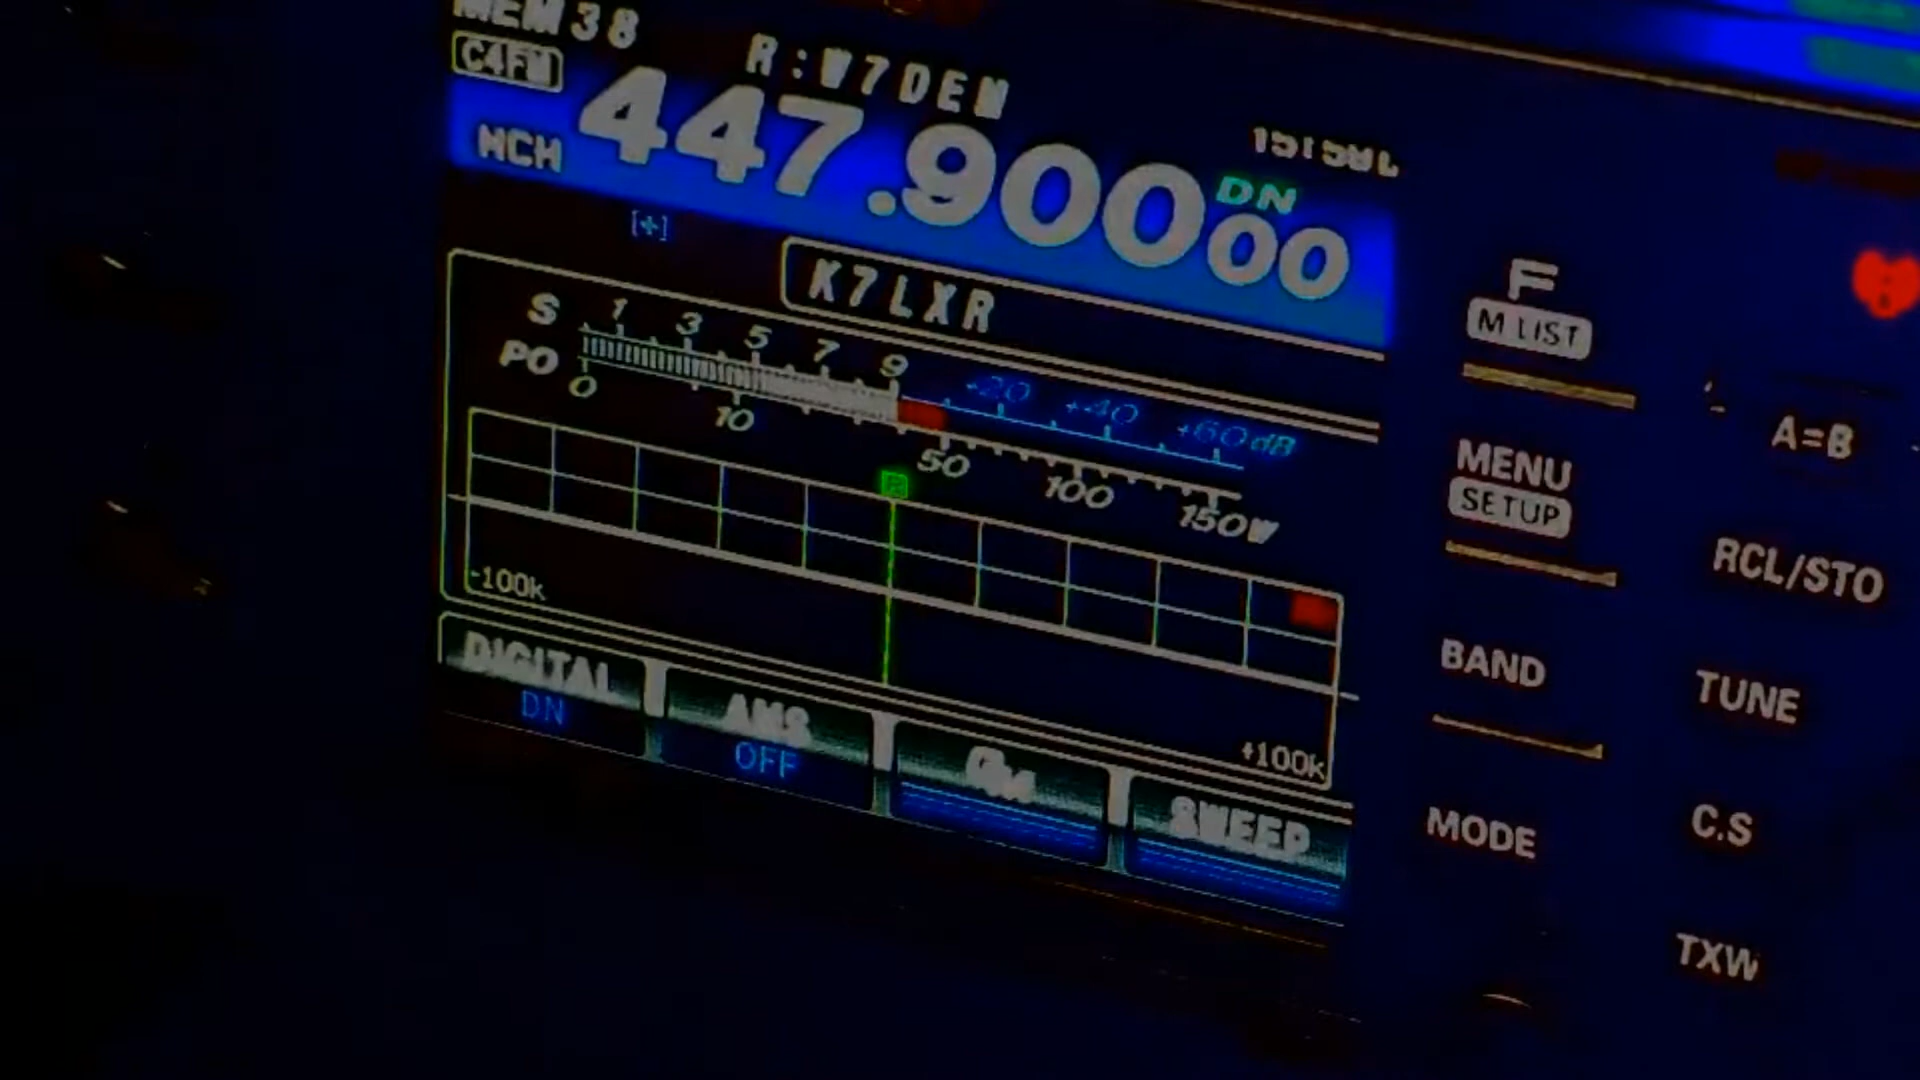 MEM 38
C4FM R:W7DEN
MCH 447.900 00 DN
[+]
K7LXR
S 1 3 5 7 9 +20 +40 +60dB
PO 0 10 50 100 150W
-100k +100k
DIGITAL AMS SWEEP
DN OFF
F
M LIST
MENU
SETUP
BAND
MODE
A=B
RCL/STO
TUNE
C.S
TXW